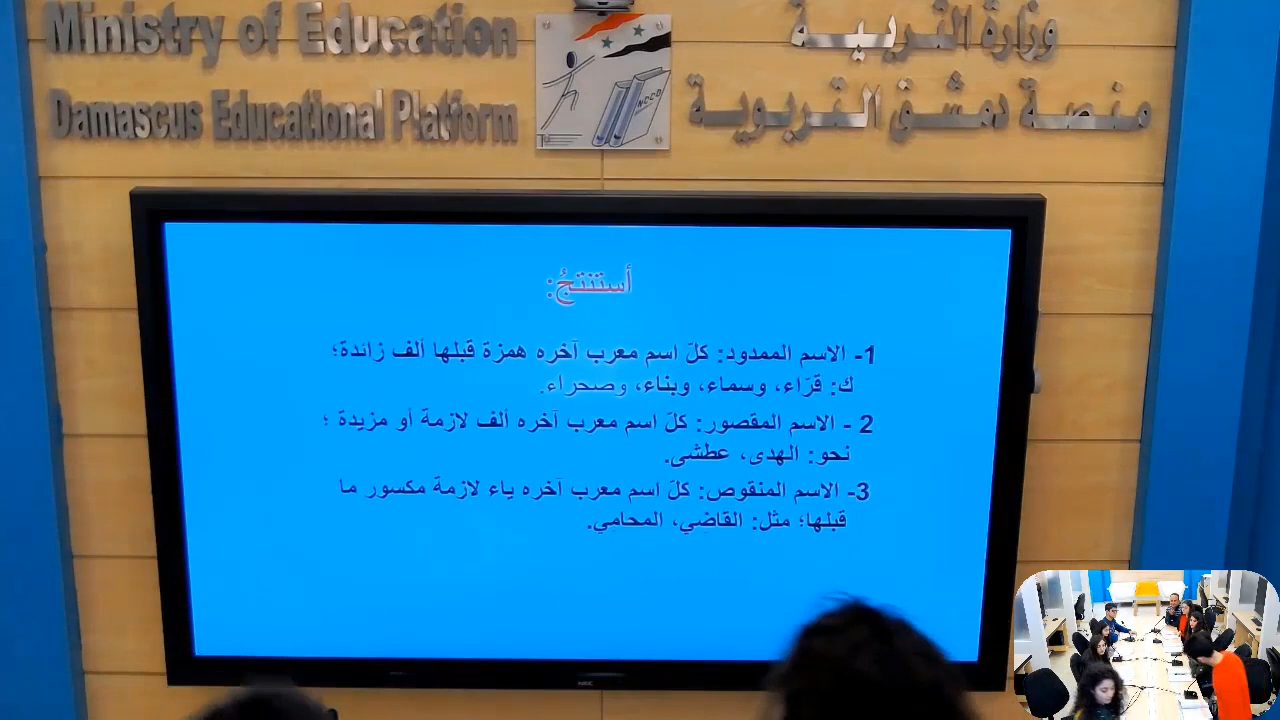 Ministry of Education
وزارة التربية
Damascus Educational Platform
منصة دمشق التربوية
NCCD
أستنتجُ:
1- الاسم الممدود: كلّ اسم معرب آخره همزة قبلها ألف زائدة؛
ك: قرّاء، وسماء، وبناء، وصحراء.
2 - الاسم المقصور: كلّ اسم معرب آخره ألف لازمة أو مزيدة ؛
نحو: الهدى، عطشى.
3- الاسم المنقوص: كلّ اسم معرب آخره ياء لازمة مكسور ما
قبلها؛ مثل: القاضي، المحامي.
NEC